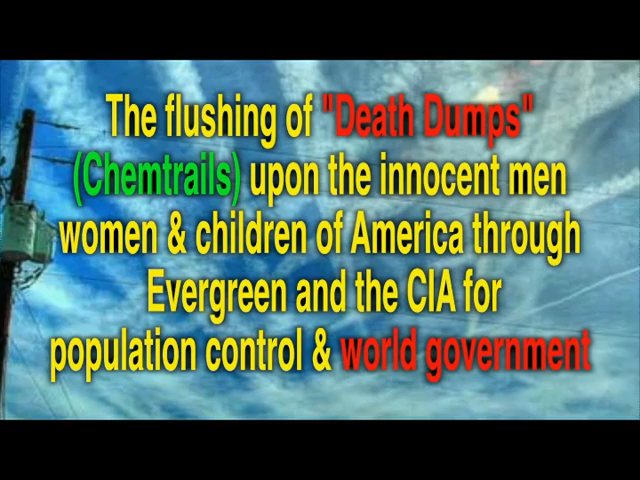 The flushing of "Death Dumps"
(Chemtrails) upon the innocent men
women & children of America through
Evergreen and the CIA for
population control & world government